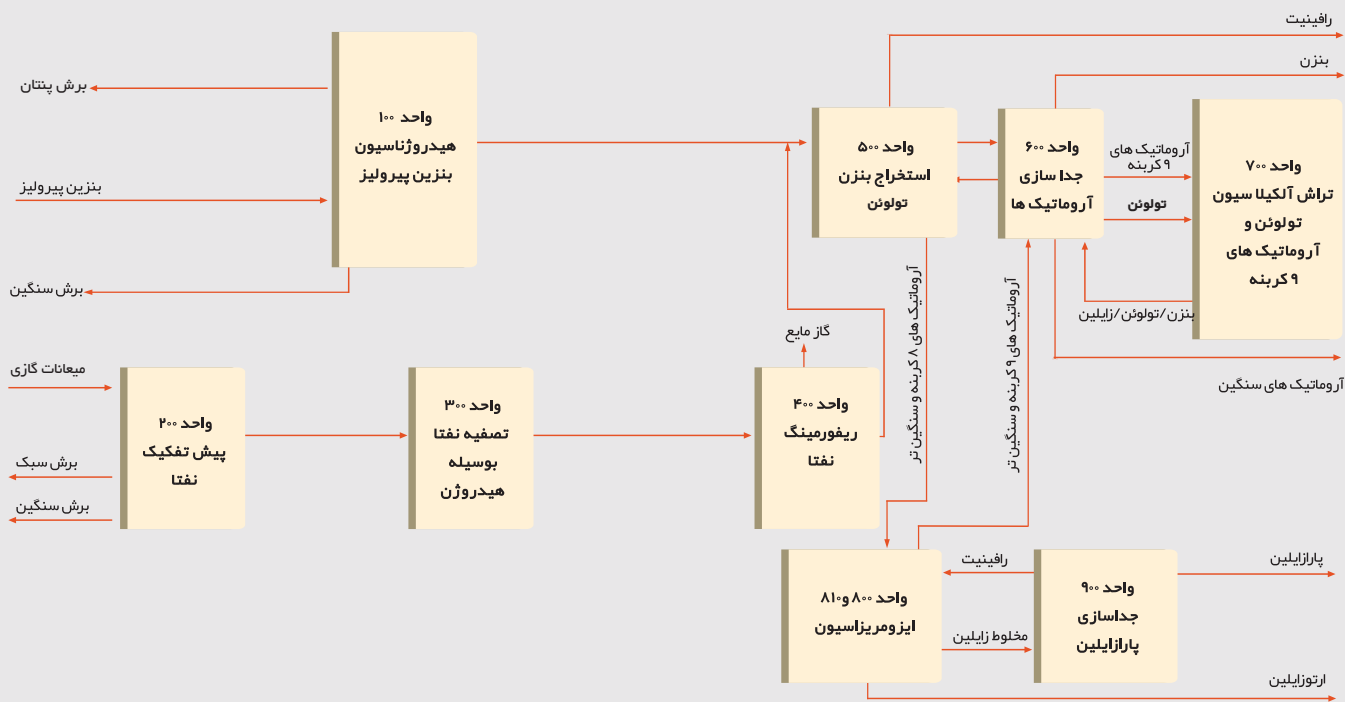 رافینیت
بنزن
برش پنتان
بنزین پیرولیز
برش سنگین
واحد ۱۰۰
هیدروژناسیون
بنزین پیرولیز
واحد ۵۰۰
استخراج بنزن
تولوئن
واحد ۶۰۰
جدا سازی
آروماتیک ها
آروماتیک های
۹ کربنه
تولوئن
بنزن/تولوئن/زایلین
واحد ۷۰۰
تراش آلکیلا سیون
تولوئن و
آروماتیک های
۹ کربنه
آروماتیک های سنگین
آروماتیک های ۸ کربنه و سنگین تر
آروماتیک های ۹ کربنه و سنگین تر
گاز مایع
میعانات گازی
برش سبک
برش سنگین
واحد ۲۰۰
پیش تفکیک
نفتا
واحد ۳۰۰
تصفیه نفتا
بوسیله
هیدروژن
واحد ۴۰۰
ریفورمینگ
نفتا
واحد ۸۰۰ و۸۱۰
ایزومریزاسیون
رافینیت
مخلوط زایلین
واحد ۹۰۰
جداسازی
پارازایلین
پارازایلین
ارتوزایلین